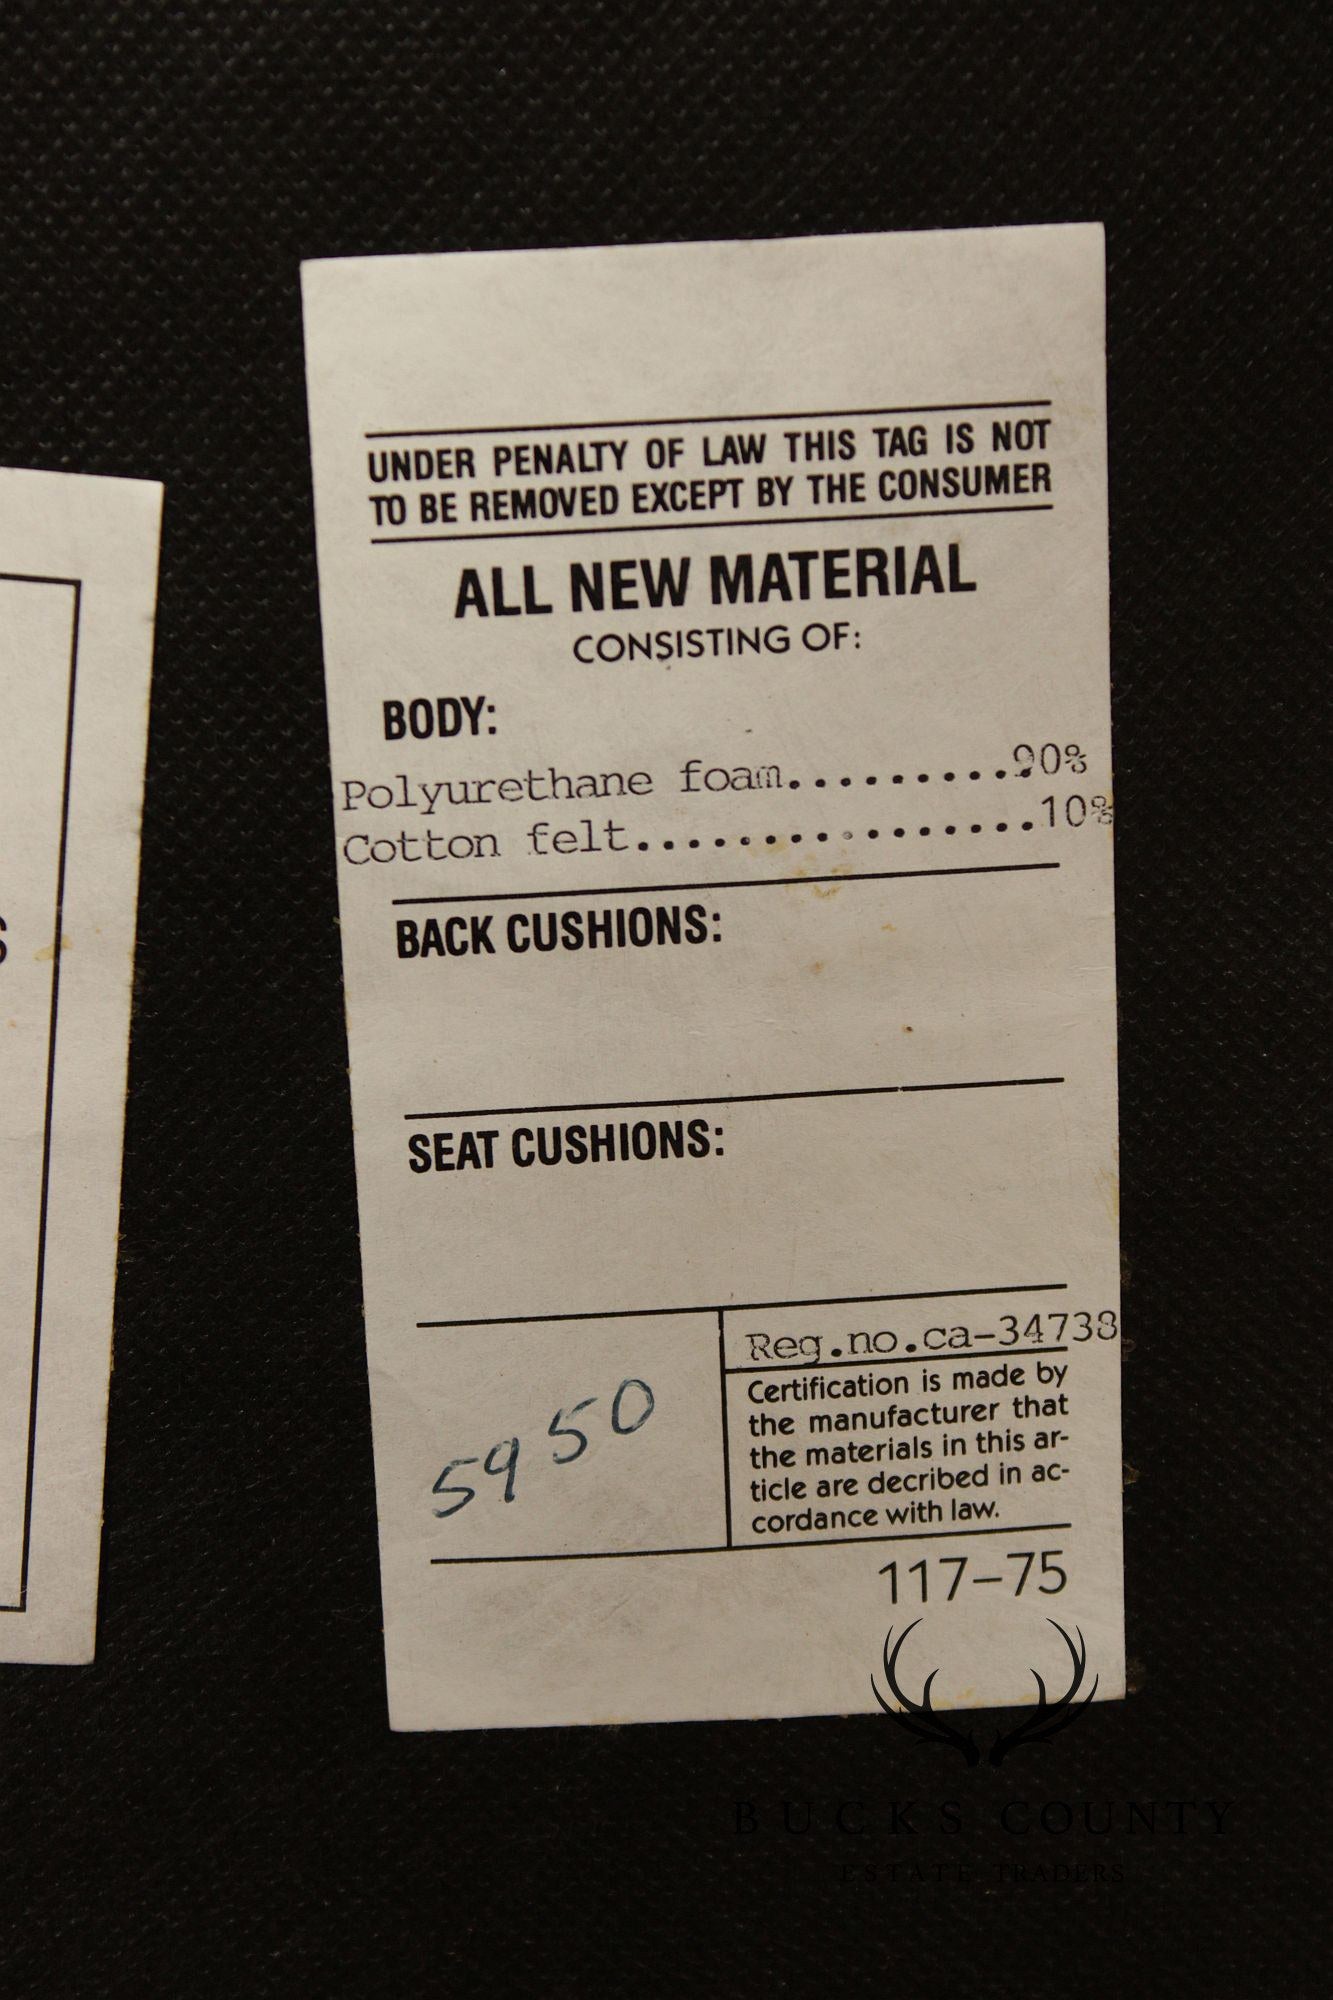 UNDER PENALTY OF LAW THIS TAG IS NOT
TO BE REMOVED EXCEPT BY THE CONSUMER
ALL NEW MATERIAL
CONSISTING OF:
BODY:
Polyurethane foam..........90%
Cotton felt.................10%
BACK CUSHIONS:
SEAT CUSHIONS:
5950
Reg.no.ca-34738
Certification is made by
the manufacturer that
the materials in this ar-
ticle are decribed in ac-
cordance with law.
117-75
S
BUCKS COUNTY
ESTATE TRADERS